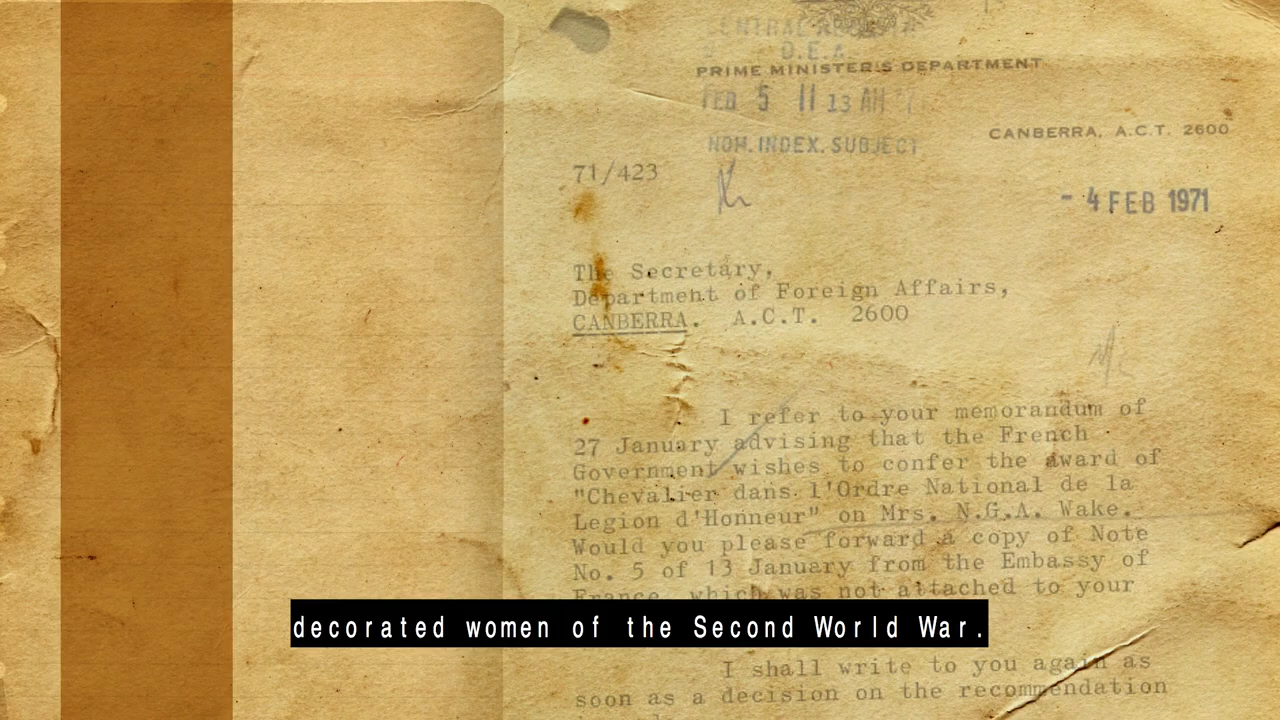 CENTRAL
D.E.A.
PRIME MINISTER'S DEPARTMENT
FEB 5 11 13 AM '7
NOM. INDEX. SUBJECT
CANBERRA, A.C.T. 2600
71/423
- 4 FEB 1971
The Secretary,
Department of Foreign Affairs,
CANBERRA. A.C.T. 2600
I refer to your memorandum of
27 January advising that the French
Government wishes to confer the award of
"Chevalier dans l'Ordre National de la
Legion d'Honneur" on Mrs. N.G.A. Wake.
Would you please forward a copy of Note
No. 5 of 13 January from the Embassy of
France, which was not attached to your
decorated women of the Second World War.
I shall write to you again as
soon as a decision on the recommendation